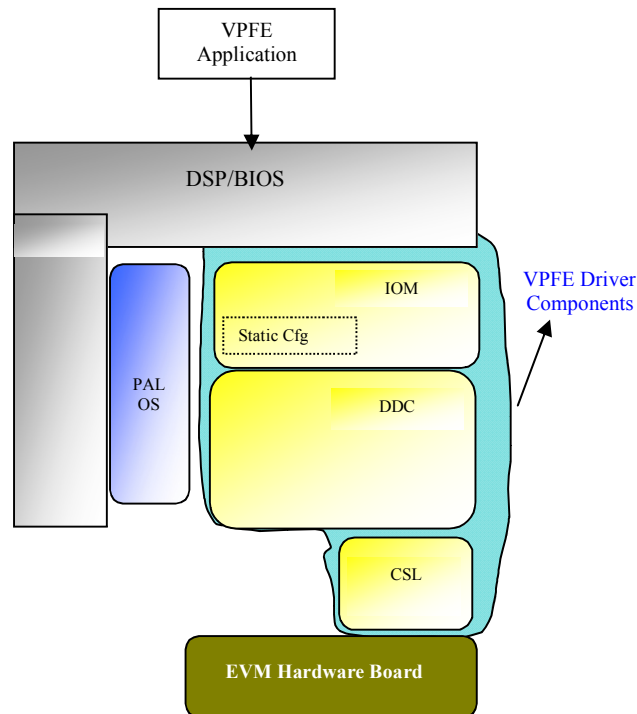 VPFE
Application
DSP/BIOS
IOM
VPFE Driver
Components
Static Cfg
PAL
OS
DDC
CSL
EVM Hardware Board